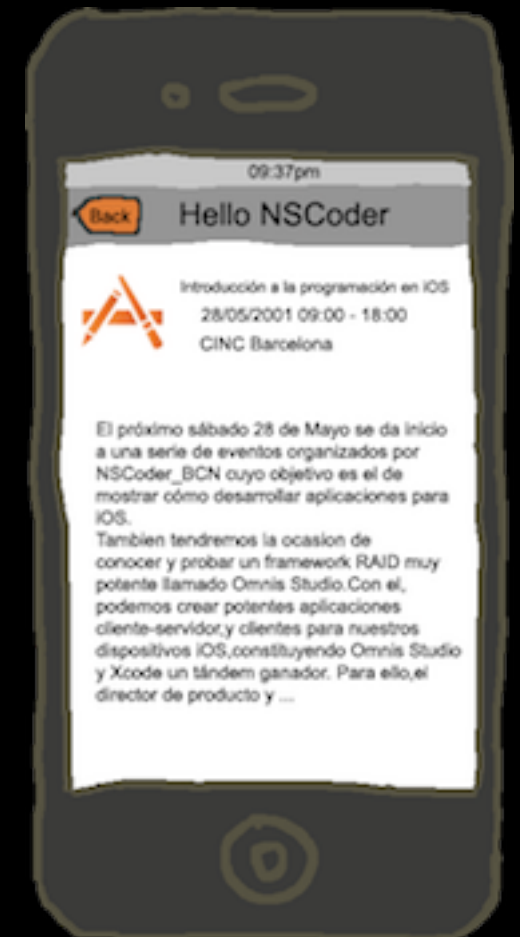 09:37pm
Back
Hello NSCoder
Introducción a la programación en iOS
28/05/2001 09:00 - 18:00
CINC Barcelona
El próximo sábado 28 de Mayo se da inicio
a una serie de eventos organizados por
NSCoder_BCN cuyo objetivo es el de
mostrar cómo desarrollar aplicaciones para
iOS.
Tambien tendremos la ocasion de
conocer y probar un framework RAID muy
potente llamado Omnis Studio.Con el,
podemos crear potentes aplicaciones
cliente-servidor,y clientes para nuestros
dispositivos iOS,constituyendo Omnis Studio
y Xcode un tándem ganador. Para ello,el
director de producto y ...